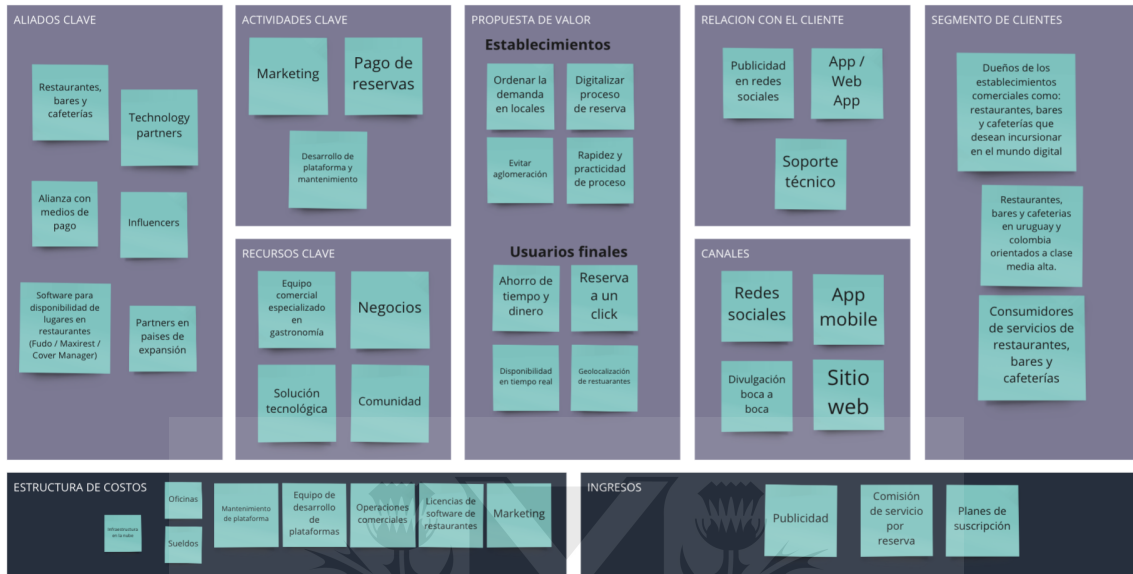 ALIADOS CLAVE
Restaurantes,
bares y
cafeterías
Technology
partners
Alianza con
medios de
pago
Influencers
Software para
disponibilidad de
lugares en
restaurantes
(Fudo / Maxirest /
Cover Manager)
Partners en
paises de
expansión
ACTIVIDADES CLAVE
Marketing
Pago de
reservas
Desarrollo de
plataforma y
mantenimiento
RECURSOS CLAVE
Equipo
comercial
especializado
en
gastronomía
Negocios
Solución
tecnológica
Comunidad
PROPUESTA DE VALOR
Establecimientos
Ordenar la
demanda
en locales
Digitalizar
proceso
de reserva
Evitar
aglomeración
Rapidez y
practicidad
de proceso
Usuarios finales
Ahorro de
tiempo y
dinero
Reserva
a un
click
Disponibilidad
en tiempo real
Geolocalización
de restuarantes
RELACION CON EL CLIENTE
Publicidad
en redes
sociales
App /
Web
App
Soporte
técnico
CANALES
Redes
sociales
App
mobile
Divulgación
boca a
boca
Sitio
web
SEGMENTO DE CLIENTES
Dueños de los
establecimientos
comerciales como:
restaurantes, bares
y cafeterías que
desean incursionar
en el mundo digital
Restaurantes,
bares y cafeterias
en uruguay y
colombia
orientados a clase
media alta.
Consumidores
de servicios de
restaurantes,
bares y
cafeterías
ESTRUCTURA DE COSTOS
Infraestructura
en la nube
Oficinas
Sueldos
Mantenimiento
de plataforma
Equipo de
desarrollo
de
plataformas
Operaciones
comerciales
Licencias de
software de
restaurantes
Marketing
INGRESOS
Publicidad
Comisión
de servicio
por
reserva
Planes de
suscripción